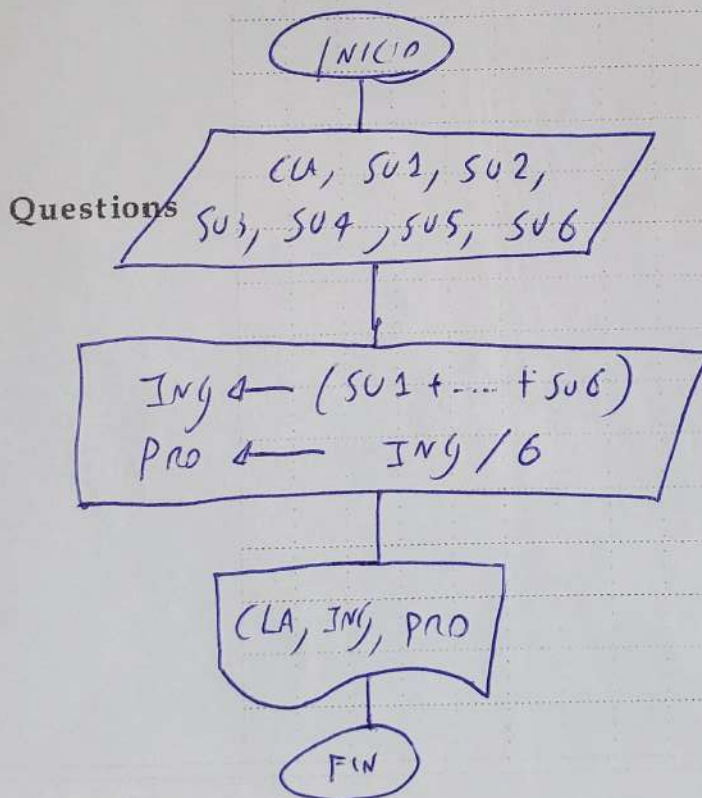 INICIO
CLA, SU1, SU2,
Questions
SU3, SU4, SU5, SU6
ING ← (SU1 + .... + SU6)
PRO ← ING / 6
CLA, ING, PRO
FIN